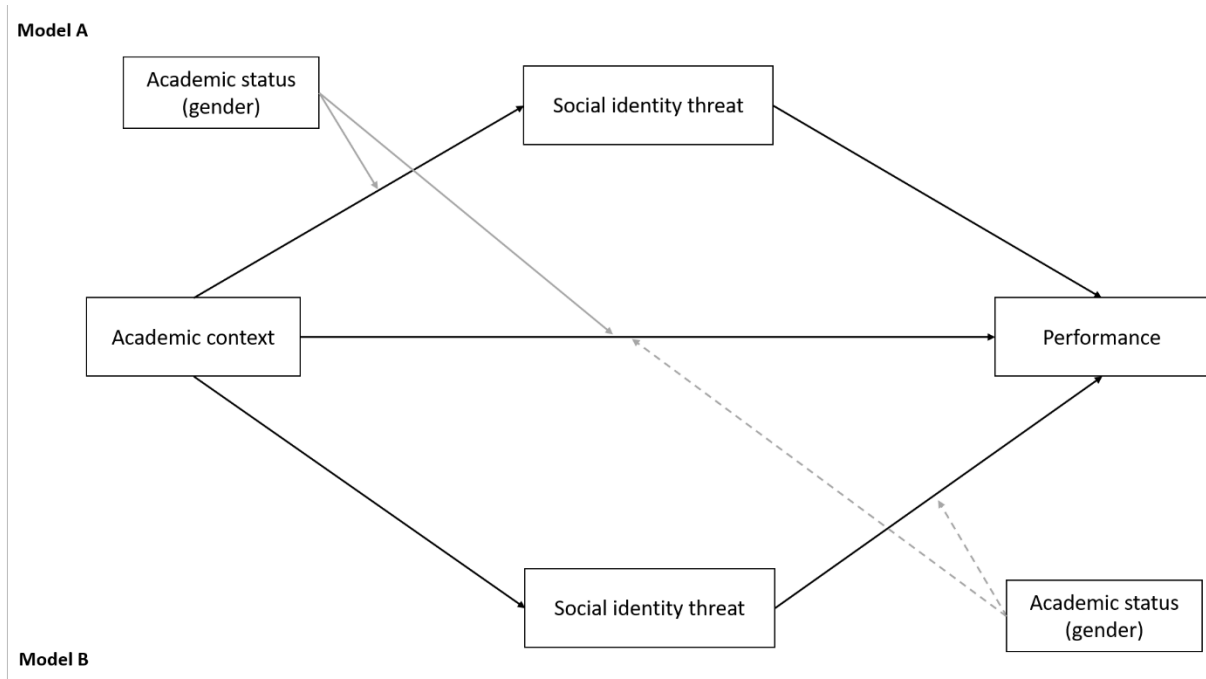 Model A
Academic status
(gender)
Social identity threat
Academic context
Performance
Social identity threat
Academic status
(gender)
Model B